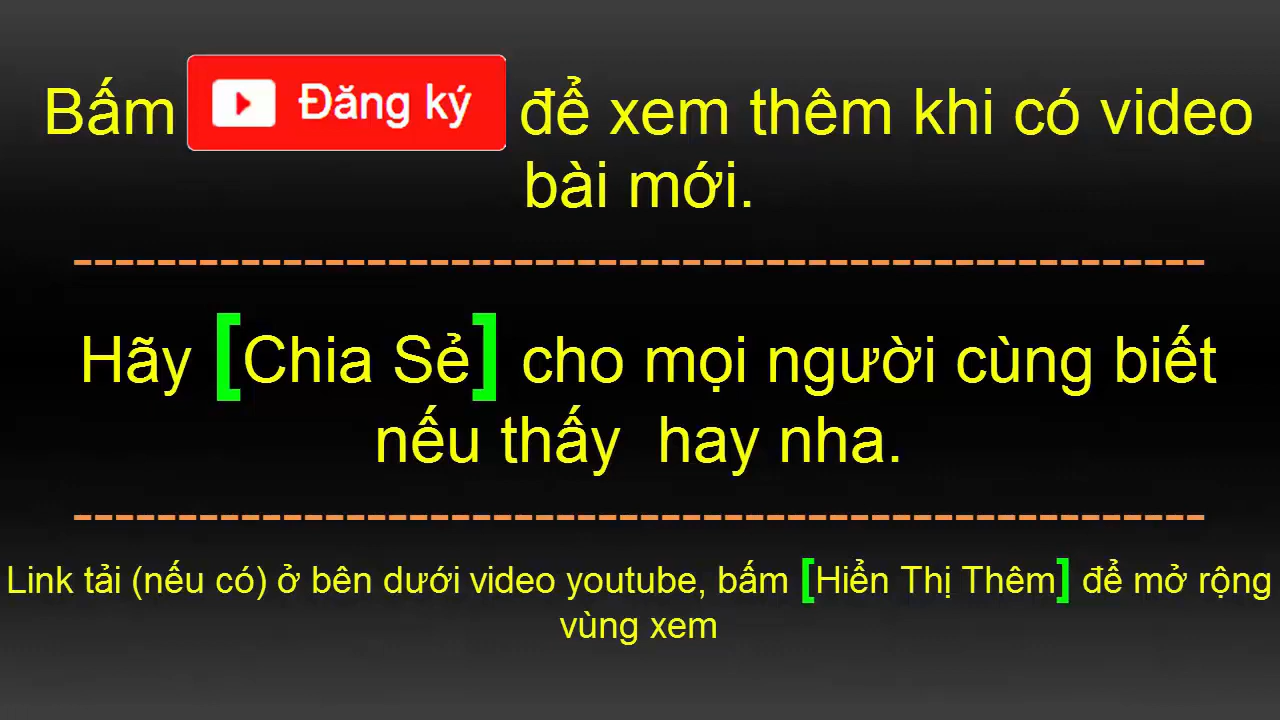 Bấm Đăng ký để xem thêm khi có video
bài mới.
------------------------------------------------------
Hãy [Chia Sẻ] cho mọi người cùng biết
nếu thấy hay nha.
------------------------------------------------------
Link tải (nếu có) ở bên dưới video youtube, bấm [Hiển Thị Thêm] để mở rộng
vùng xem